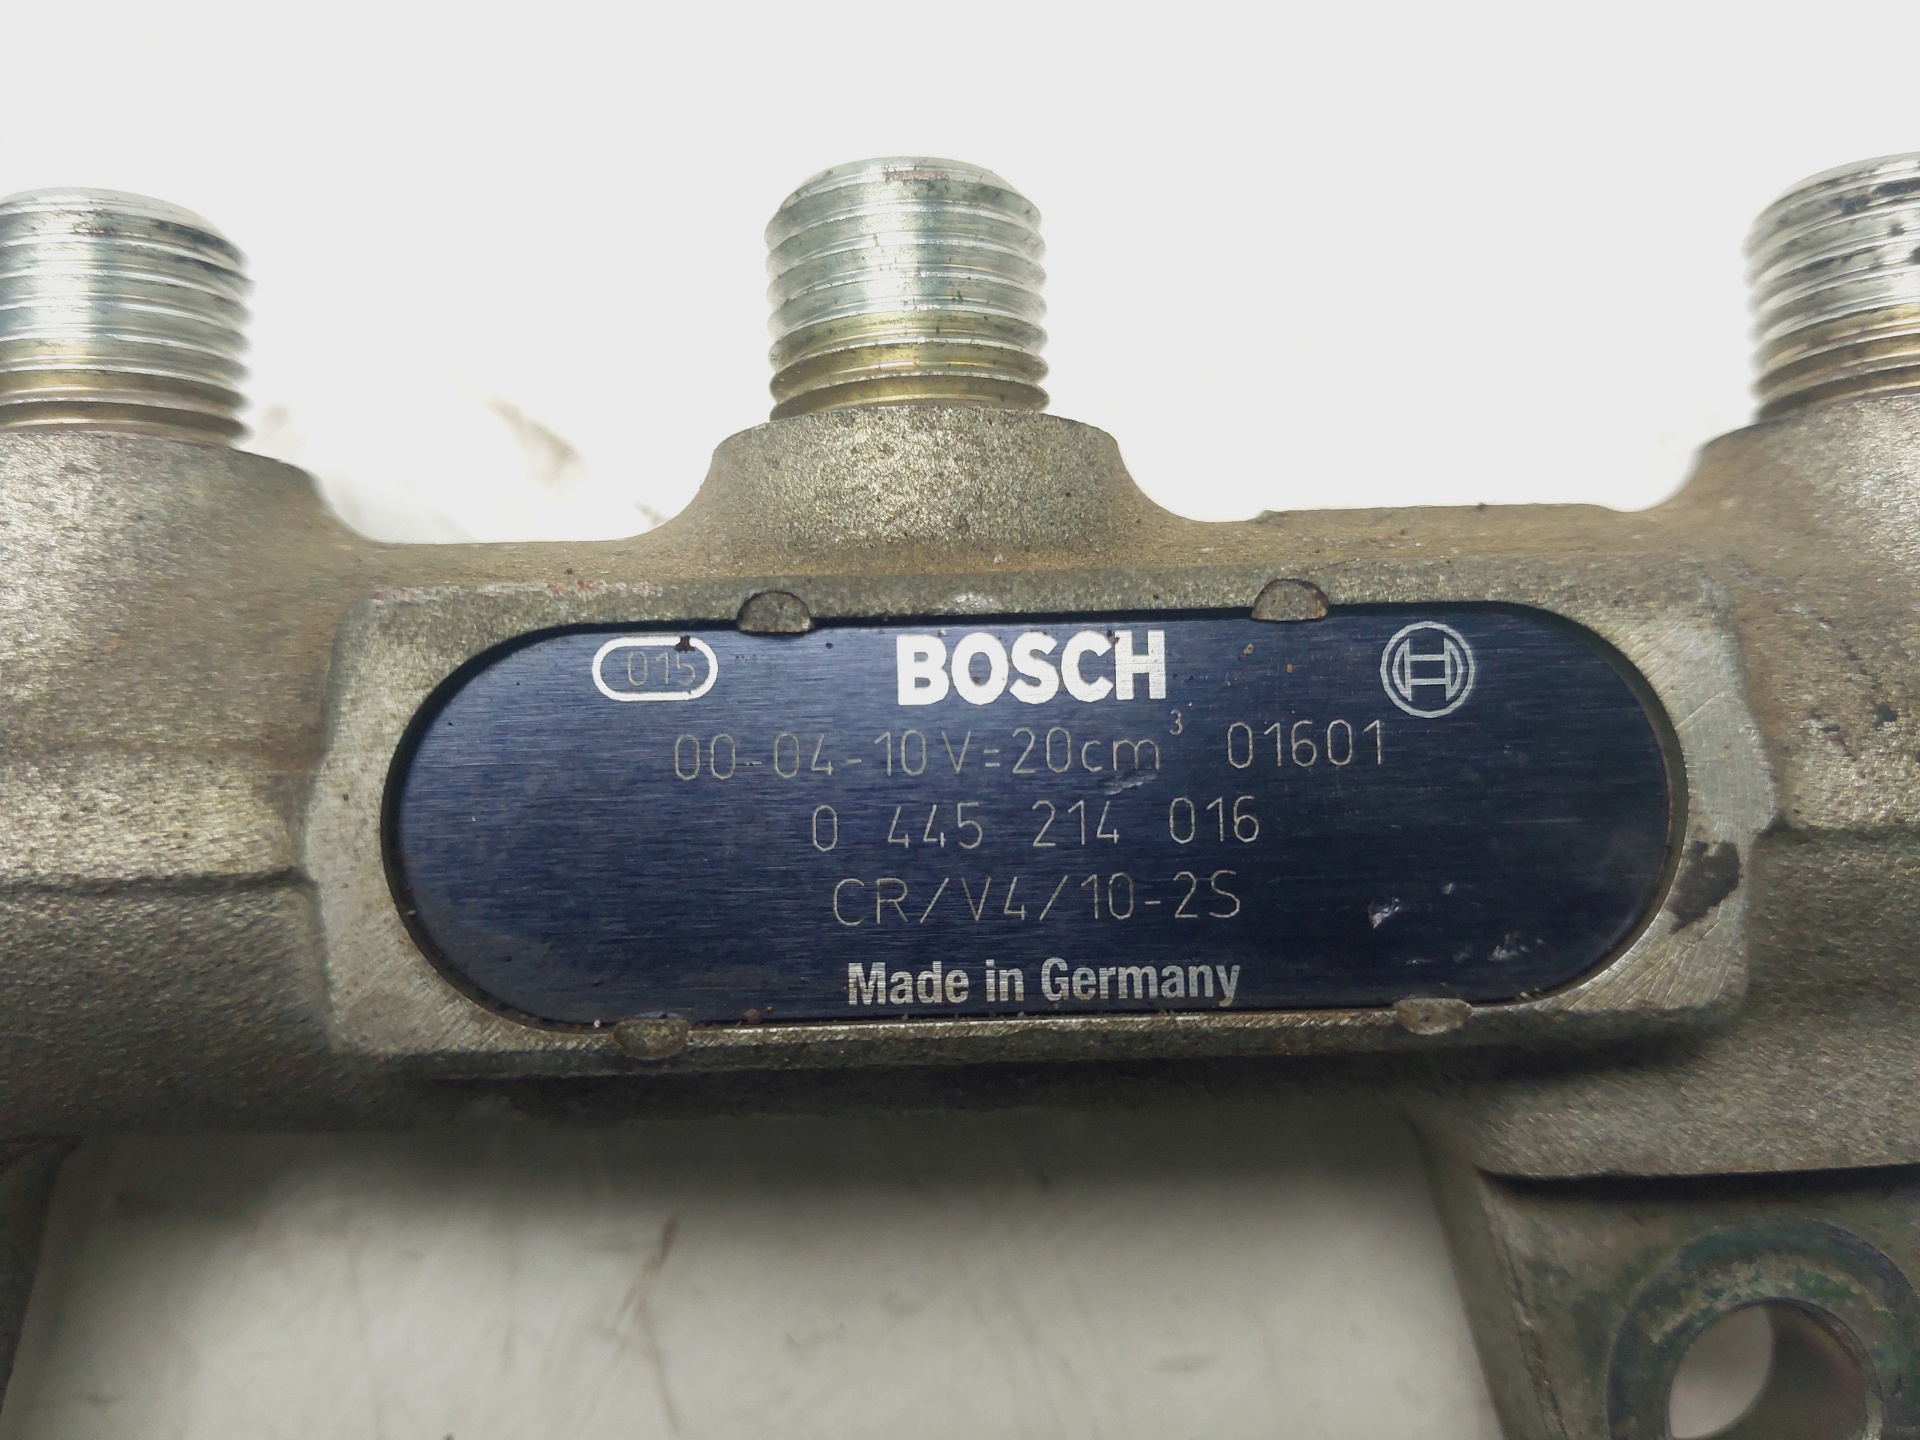 015 BOSCH
00-04-10 V=20cm³ 01601
0 445 214 016
CR/V4/10-2S
Made in Germany